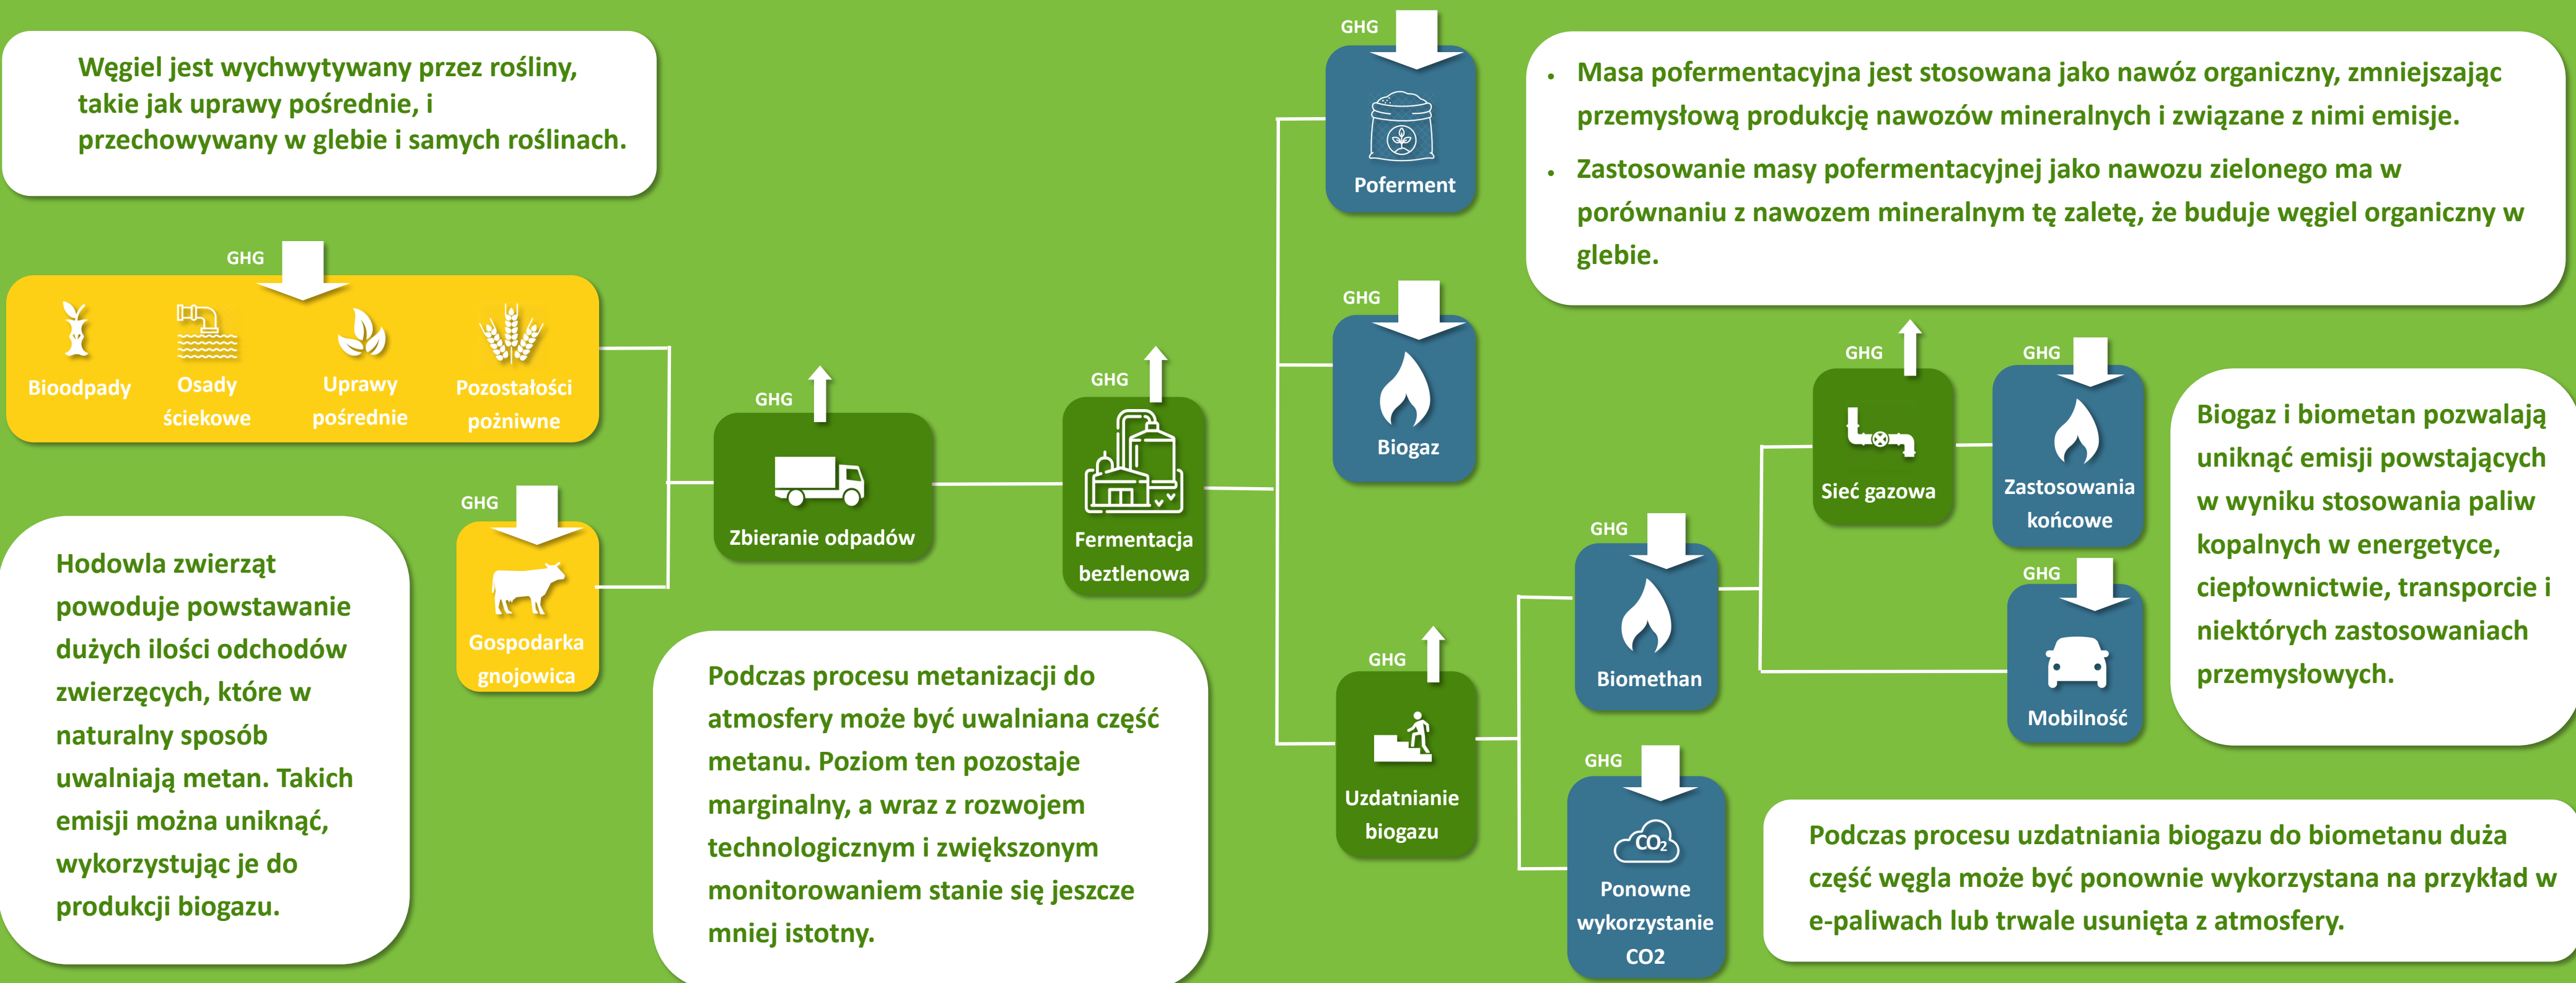 Węgiel jest wychwytywany przez rośliny,
takie jak uprawy pośrednie, i
przechowywany w glebie i samych roślinach.
GHG
Bioodpady
Osady
ściekowe
Uprawy
pośrednie
Pozostałości
pożniwne
Hodowla zwierząt
powoduje powstawanie
dużych ilości odchodów
zwierzęcych, które w
naturalny sposób
uwalniają metan. Takich
emisji można uniknąć,
wykorzystując je do
produkcji biogazu.
GHG
Gospodarka
gnojowica
GHG
Zbieranie odpadów
GHG
Fermentacja
beztlenowa
Podczas procesu metanizacji do
atmosfery może być uwalniana część
metanu. Poziom ten pozostaje
marginalny, a wraz z rozwojem
technologicznym i zwiększonym
monitorowaniem stanie się jeszcze
mniej istotny.
GHG
Poferment
• Masa pofermentacyjna jest stosowana jako nawóz organiczny, zmniejszając
przemysłową produkcję nawozów mineralnych i związane z nimi emisje.
• Zastosowanie masy pofermentacyjnej jako nawozu zielonego ma w
porównaniu z nawozem mineralnym tę zaletę, że buduje węgiel organiczny w
glebie.
GHG
Biogaz
GHG
Uzdatnianie
biogazu
GHG
Biomethan
GHG
CO₂
Ponowne
wykorzystanie
CO2
GHG
Sieć gazowa
GHG
Zastosowania
końcowe
GHG
Mobilność
Biogaz i biometan pozwalają
uniknąć emisji powstających
w wyniku stosowania paliw
kopalnych w energetyce,
ciepłownictwie, transporcie i
niektórych zastosowaniach
przemysłowych.
Podczas procesu uzdatniania biogazu do biometanu duża
część węgla może być ponownie wykorzystana na przykład w
e-paliwach lub trwale usunięta z atmosfery.